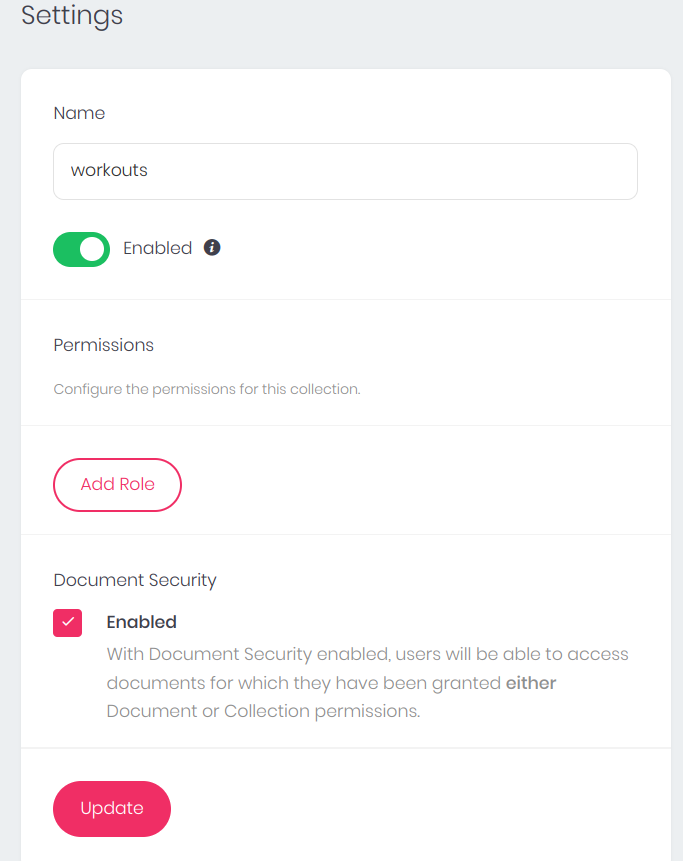 Settings
Name
workouts
Enabled
Permissions
Configure the permissions for this collection.
Add Role
Document Security
Enabled
With Document Security enabled, users will be able to access
documents for which they have been granted either
Document or Collection permissions.
Update